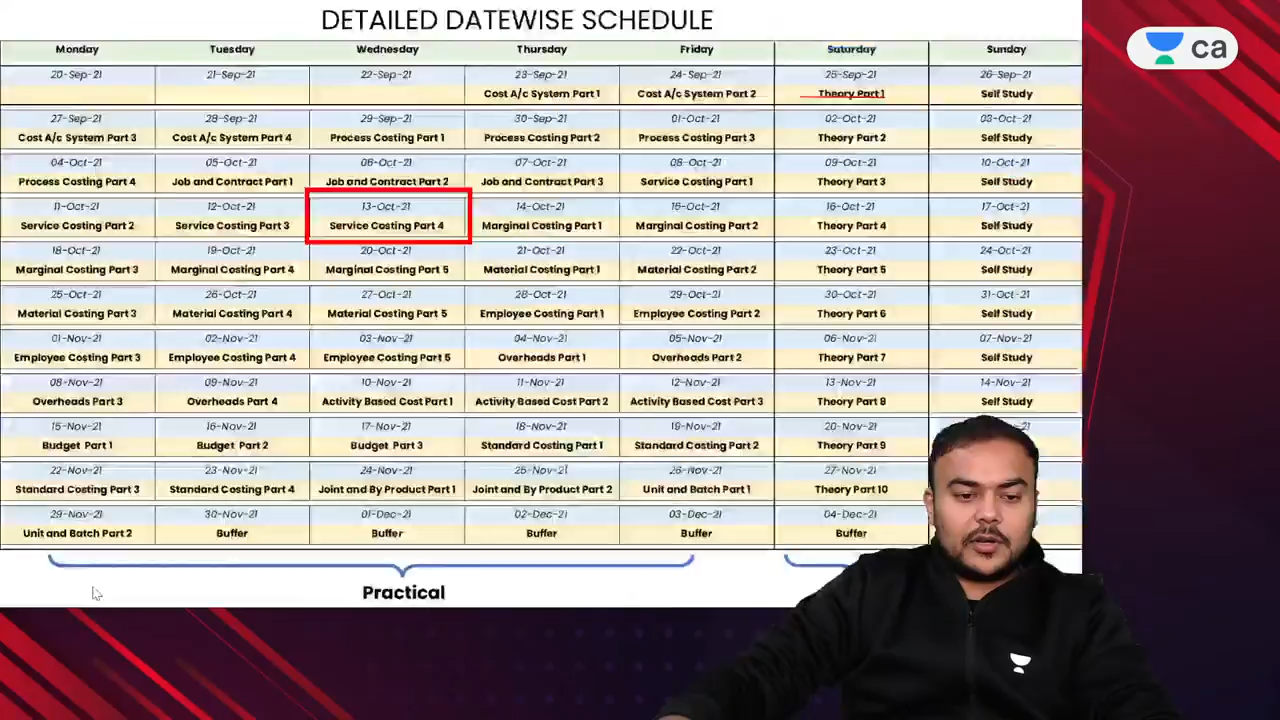 DETAILED DATEWISE SCHEDULE
ca
Monday Tuesday Wednesday Thursday Friday Saturday Sunday
20-Sep-21 21-Sep-21 22-Sep-21 23-Sep-21 24-Sep-21 25-Sep-21 26-Sep-21
Cost A/c System Part 1 Cost A/c System Part 2 Theory Part 1 Self Study
27-Sep-21 28-Sep-21 29-Sep-21 30-Sep-21 01-Oct-21 02-Oct-21 03-Oct-21
Cost A/c System Part 3 Cost A/c System Part 4 Process Costing Part 1 Process Costing Part 2 Process Costing Part 3 Theory Part 2 Self Study
04-Oct-21 05-Oct-21 06-Oct-21 07-Oct-21 08-Oct-21 09-Oct-21 10-Oct-21
Process Costing Part 4 Job and Contract Part 1 Job and Contract Part 2 Job and Contract Part 3 Service Costing Part 1 Theory Part 3 Self Study
11-Oct-21 12-Oct-21 13-Oct-21 14-Oct-21 15-Oct-21 16-Oct-21 17-Oct-21
Service Costing Part 2 Service Costing Part 3 Service Costing Part 4 Marginal Costing Part 1 Marginal Costing Part 2 Theory Part 4 Self Study
18-Oct-21 19-Oct-21 20-Oct-21 21-Oct-21 22-Oct-21 23-Oct-21 24-Oct-21
Marginal Costing Part 3 Marginal Costing Part 4 Marginal Costing Part 5 Material Costing Part 1 Material Costing Part 2 Theory Part 5 Self Study
25-Oct-21 26-Oct-21 27-Oct-21 28-Oct-21 29-Oct-21 30-Oct-21 31-Oct-21
Material Costing Part 3 Material Costing Part 4 Material Costing Part 5 Employee Costing Part 1 Employee Costing Part 2 Theory Part 6 Self Study
01-Nov-21 02-Nov-21 03-Nov-21 04-Nov-21 05-Nov-21 06-Nov-21 07-Nov-21
Employee Costing Part 3 Employee Costing Part 4 Employee Costing Part 5 Overheads Part 1 Overheads Part 2 Theory Part 7 Self Study
08-Nov-21 09-Nov-21 10-Nov-21 11-Nov-21 12-Nov-21 13-Nov-21 14-Nov-21
Overheads Part 3 Overheads Part 4 Activity Based Cost Part 1 Activity Based Cost Part 2 Activity Based Cost Part 3 Theory Part 8 Self Study
15-Nov-21 16-Nov-21 17-Nov-21 18-Nov-21 19-Nov-21 20-Nov-21
Budget Part 1 Budget Part 2 Budget Part 3 Standard Costing Part 1 Standard Costing Part 2 Theory Part 9
22-Nov-21 23-Nov-21 24-Nov-21 25-Nov-21 26-Nov-21 27-Nov-21
Standard Costing Part 3 Standard Costing Part 4 Joint and By Product Part 1 Joint and By Product Part 2 Unit and Batch Part 1 Theory Part 10
29-Nov-21 30-Nov-21 01-Dec-21 02-Dec-21 03-Dec-21 04-Dec-21
Unit and Batch Part 2 Buffer Buffer Buffer Buffer Buffer
Practical